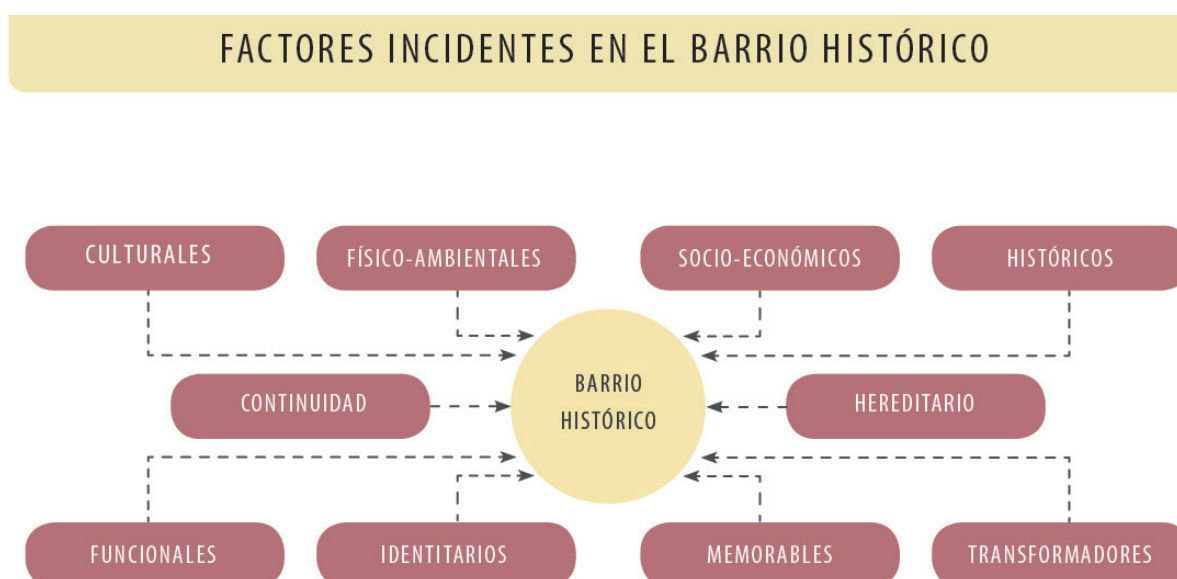 FACTORES INCIDENTES EN EL BARRIO HISTÓRICO
CULTURALES
FÍSICO-AMBIENTALES
SOCIO-ECONÓMICOS
HISTÓRICOS
CONTINUIDAD
BARRIO
HISTÓRICO
HEREDITARIO
FUNCIONALES
IDENTITARIOS
MEMORABLES
TRANSFORMADORES